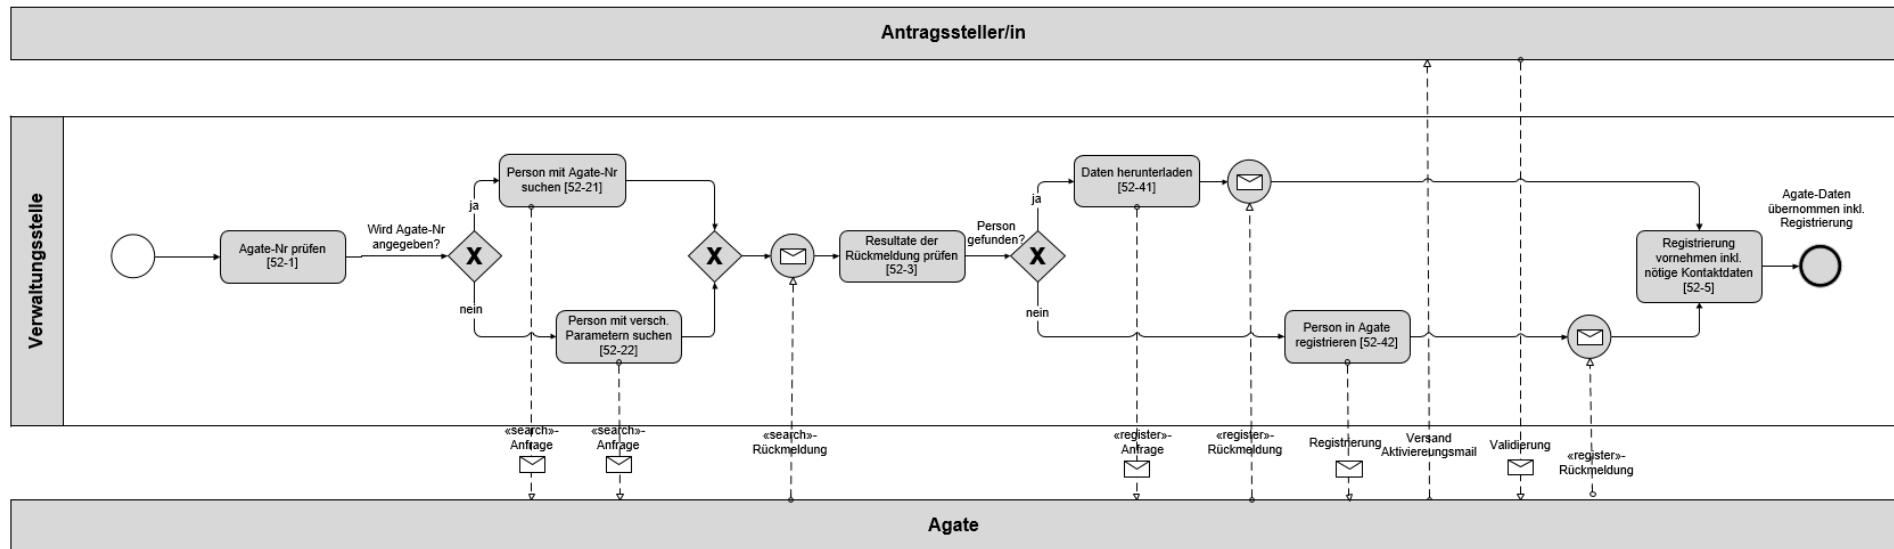 Antragssteller/in
Verwaltungsstelle
Agate-Nr prüfen
[52-1]
Wird Agate-Nr
angegeben?
X
ja
nein
Person mit Agate-Nr
suchen [52-21]
Person mit versch.
Parametern suchen
[52-22]
X
Resultate der
Rückmeldung prüfen
[52-3]
Person
gefunden?
X
ja
nein
Daten herunterladen
[52-41]
Person in Agate
registrieren [52-42]
Registrierung
vornehmen inkl.
nötige Kontaktdaten
[52-5]
Agate-Daten
übernommen inkl.
Registrierung
«search»-
Anfrage
«search»-
Anfrage
«search»-
Rückmeldung
«register»-
Anfrage
«register»-
Rückmeldung
Registrierung
Versand
Aktivierungsmail
Validierung
«register»-
Rückmeldung
Agate